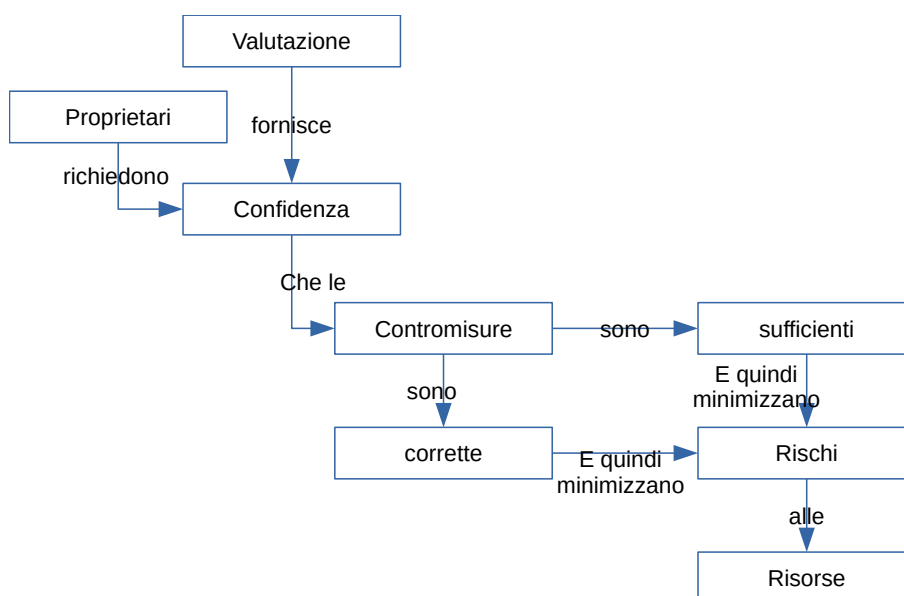 Valutazione
Proprietari
fornisce
richiedono
Confidenza
Che le
Contromisure
sono
sufficienti
sono
E quindi
minimizzano
corrette
E quindi
minimizzano
Rischi
alle
Risorse